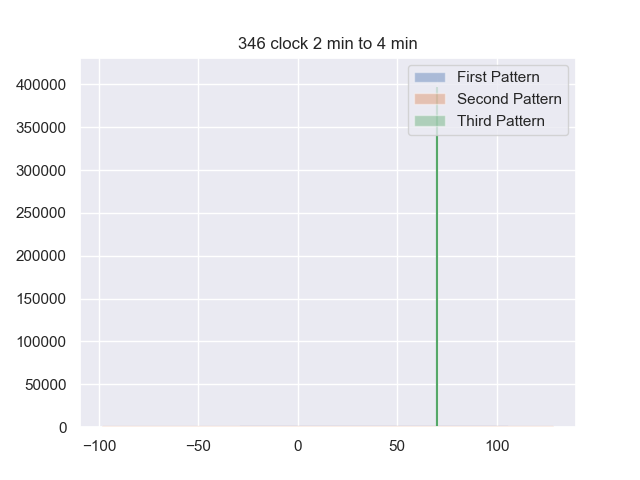 346 clock 2 min to 4 min
First Pattern
Second Pattern
Third Pattern
400000
350000
300000
250000
200000
150000
100000
50000
0
−100 −50 0 50 100